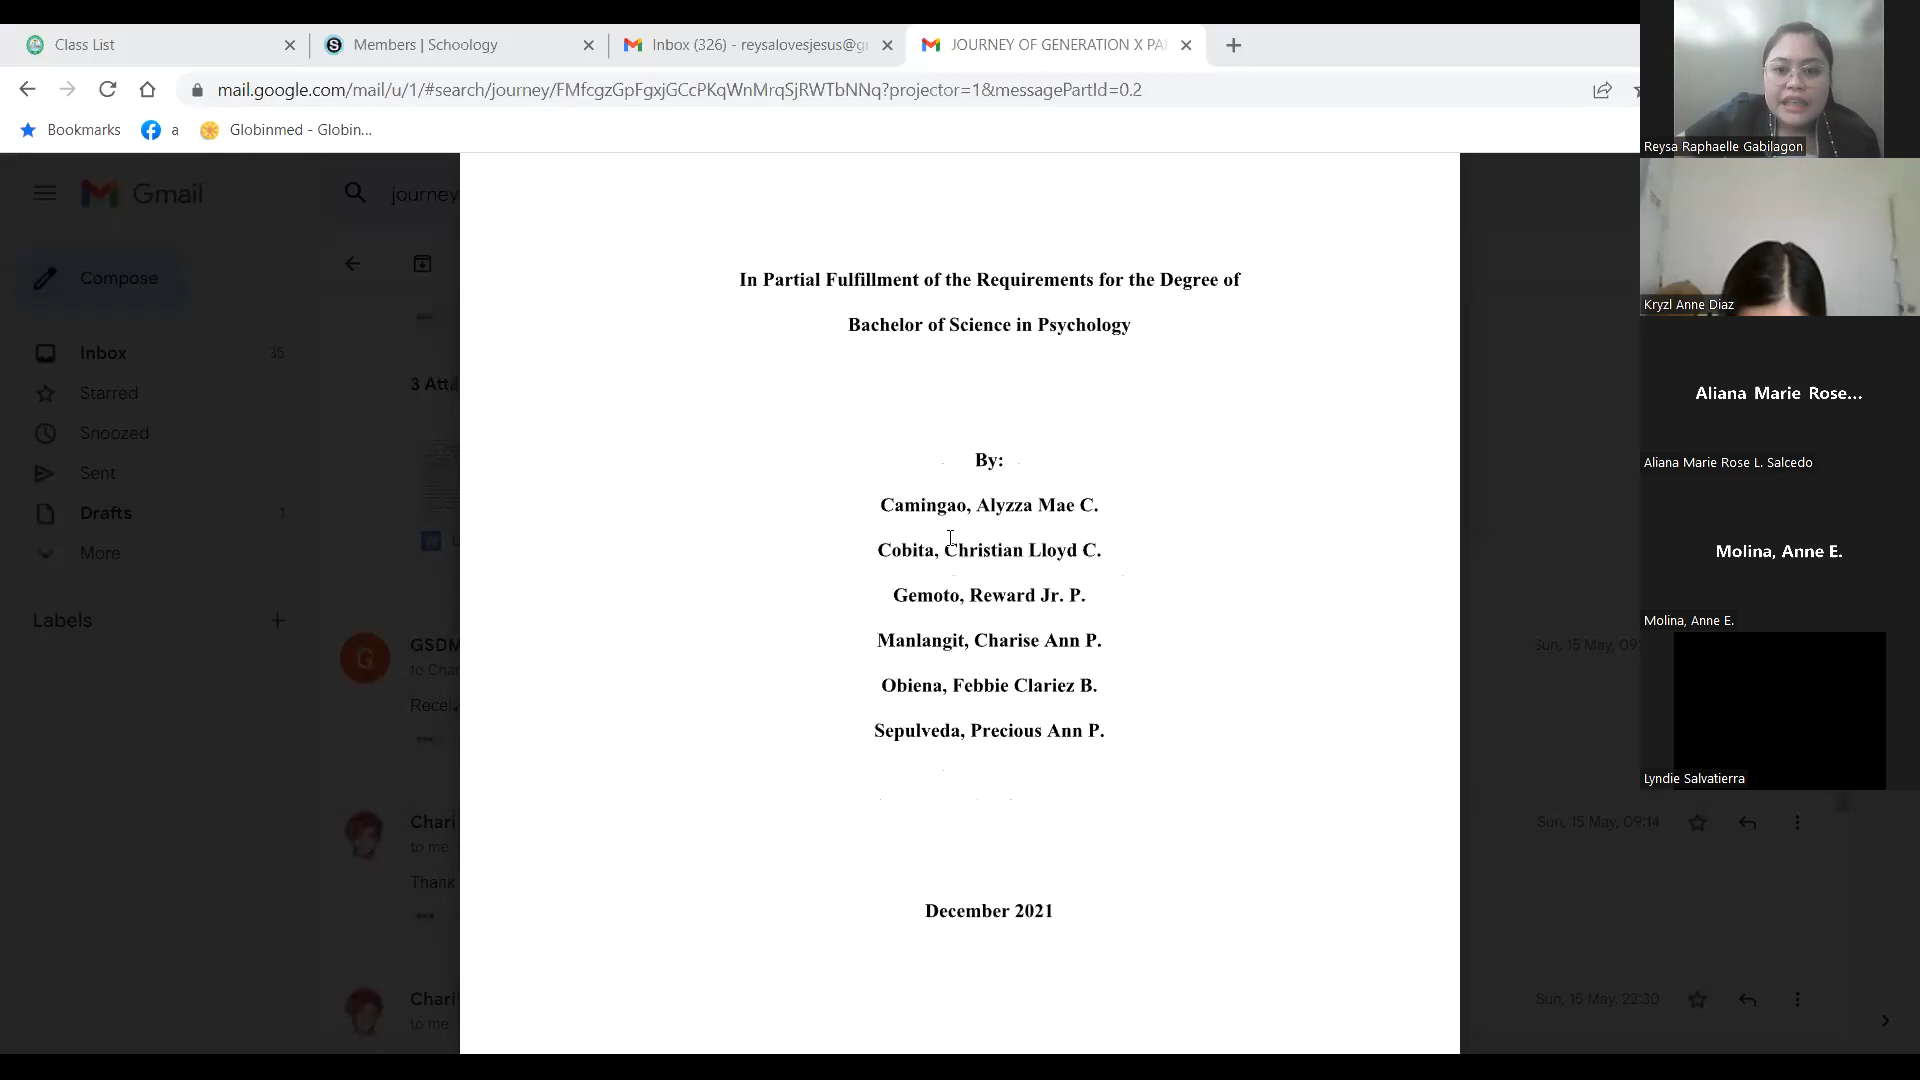 Class List
Members | Schoology
Inbox (326) - reysalovesjesus@g
JOURNEY OF GENERATION X PA
mail.google.com/mail/u/1/#search/journey/FMfcgzGpFgxjGCcPKqWnMrqSjRWTbNNq?projector=1&messagePartId=0.2
Bookmarks
a
Globinmed - Globin...
Gmail
journey
Compose
Inbox 35
Starred
Snoozed
Sent
Drafts 1
More
Labels
3 Att
GSDM
to Char
Chari
to me
Thank
Chari
to me
In Partial Fulfillment of the Requirements for the Degree of
Bachelor of Science in Psychology
By:
Camingao, Alyzza Mae C.
Cobita, Christian Lloyd C.
Gemoto, Reward Jr. P.
Manlangit, Charise Ann P.
Obiena, Febbie Clariez B.
Sepulveda, Precious Ann P.
December 2021
Sun, 15 May, 09
Sun, 15 May, 09:14
Sun, 15 May, 22:30
Reysa Raphaelle Gabilagon
Kryzl Anne Diaz
Aliana Marie Rose...
Aliana Marie Rose L. Salcedo
Molina, Anne E.
Molina, Anne E.
Lyndie Salvatierra